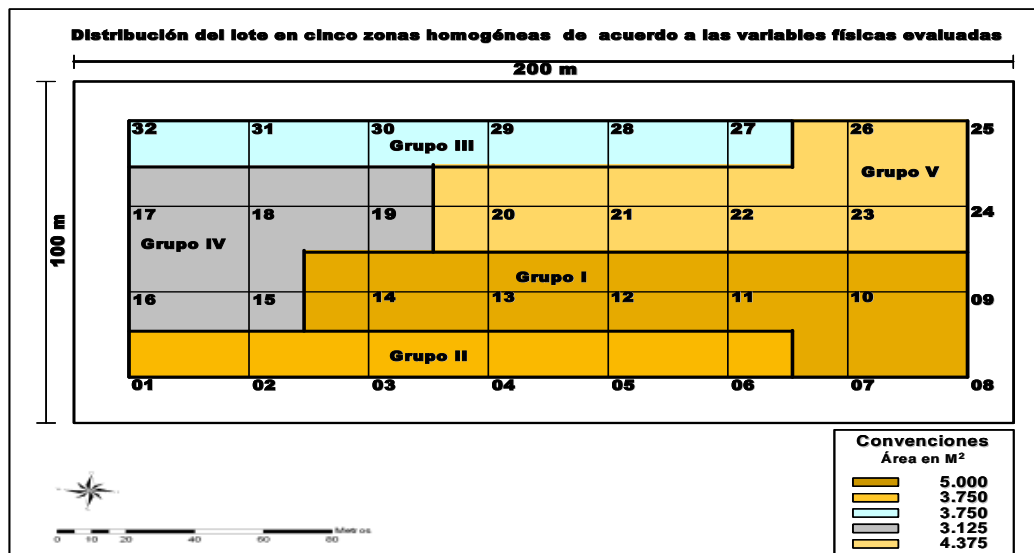 Distribución del lote en cinco zonas homogéneas de acuerdo a las variables físicas evaluadas
200 m
100 m
32 31 30 29 28 27 26 25
Grupo III
Grupo V
17 18 19 20 21 22 23 24
Grupo IV
Grupo I
16 15 14 13 12 11 10 09
Grupo II
01 02 03 04 05 06 07 08
Convenciones
Área en M²
5.000
3.750
3.750
3.125
4.375
Metros
0 10 20 40 60 80